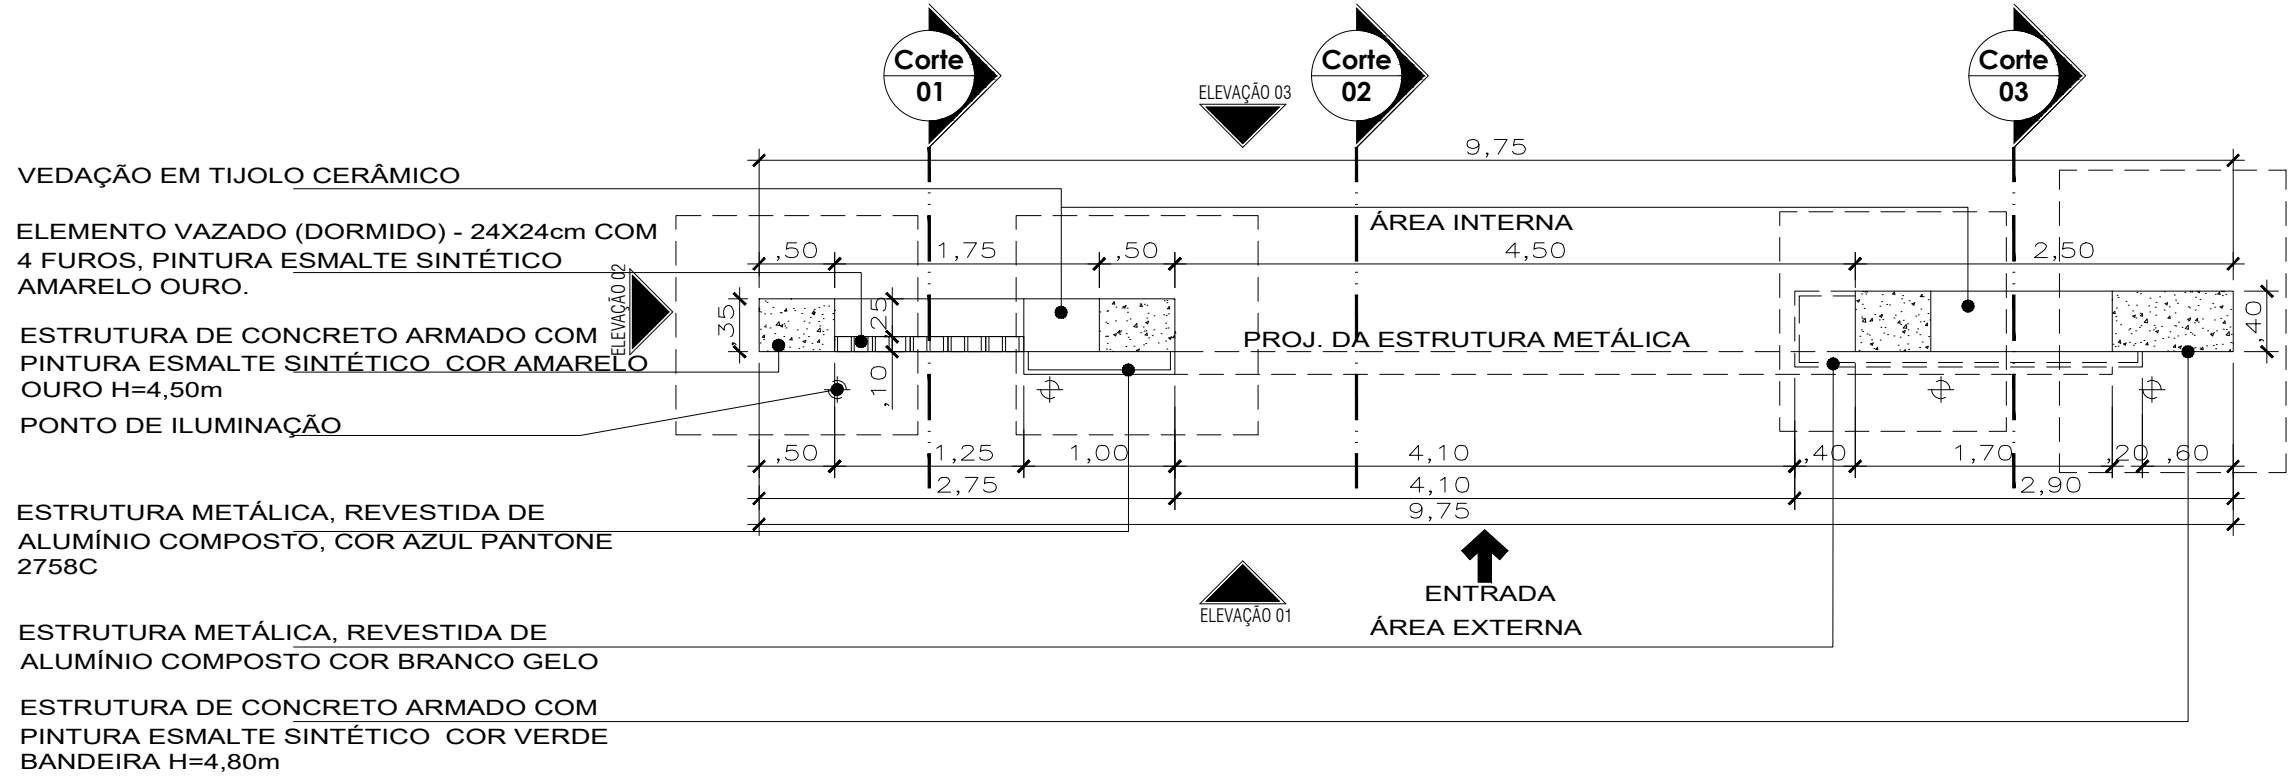 Corte
01
Corte
02
Corte
03
ELEVAÇÃO 03
9,75
VEDAÇÃO EM TIJOLO CERÂMICO
ÁREA INTERNA
ELEMENTO VAZADO (DORMIDO) - 24X24cm COM
4 FUROS, PINTURA ESMALTE SINTÉTICO
AMARELO OURO.
,50
1,75
,50
4,50
2,50
ELEVAÇÃO 02
,35
,25
,40
ESTRUTURA DE CONCRETO ARMADO COM
PINTURA ESMALTE SINTÉTICO COR AMARELO
OURO H=4,50m
PROJ. DA ESTRUTURA METÁLICA
,10
PONTO DE ILUMINAÇÃO
,50
1,25
1,00
4,10
,40
1,70
,20
,60
2,75
4,10
2,90
9,75
ESTRUTURA METÁLICA, REVESTIDA DE
ALUMÍNIO COMPOSTO, COR AZUL PANTONE
2758C
ENTRADA
ELEVAÇÃO 01
ÁREA EXTERNA
ESTRUTURA METÁLICA, REVESTIDA DE
ALUMÍNIO COMPOSTO COR BRANCO GELO
ESTRUTURA DE CONCRETO ARMADO COM
PINTURA ESMALTE SINTÉTICO COR VERDE
BANDEIRA H=4,80m